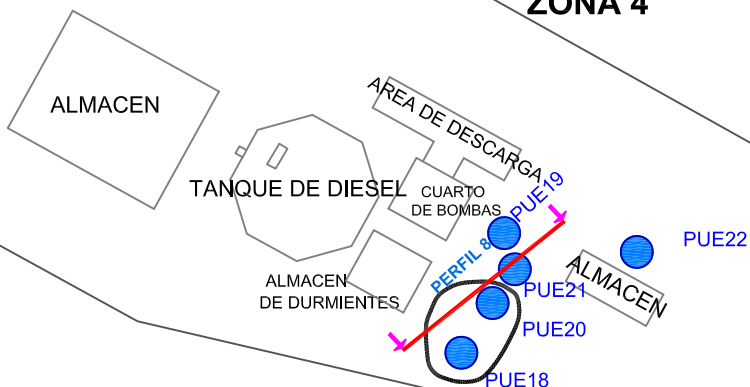 ZONA 4
ALMACEN
AREA DE DESCARGA
TANQUE DE DIESEL
CUARTO
DE BOMBAS
PUE19
PERFIL 8
PUE22
ALMACEN
DE DURMIENTES
ALMACEN
PUE21
PUE20
PUE18